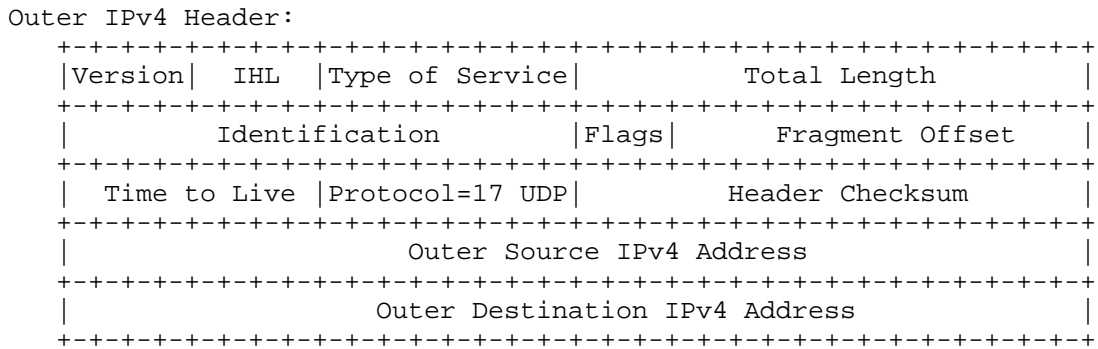 Outer IPv4 Header:
+-+-+-+-+-+-+-+-+-+-+-+-+-+-+-+-+-+-+-+-+-+-+-+-+-+-+-+-+-+-+-+-+
|Version|  IHL  |Type of Service|          Total Length         |
+-+-+-+-+-+-+-+-+-+-+-+-+-+-+-+-+-+-+-+-+-+-+-+-+-+-+-+-+-+-+-+-+
|         Identification        |Flags|      Fragment Offset    |
+-+-+-+-+-+-+-+-+-+-+-+-+-+-+-+-+-+-+-+-+-+-+-+-+-+-+-+-+-+-+-+-+
|  Time to Live |Protocol=17 UDP|         Header Checksum       |
+-+-+-+-+-+-+-+-+-+-+-+-+-+-+-+-+-+-+-+-+-+-+-+-+-+-+-+-+-+-+-+-+
|                     Outer Source IPv4 Address                 |
+-+-+-+-+-+-+-+-+-+-+-+-+-+-+-+-+-+-+-+-+-+-+-+-+-+-+-+-+-+-+-+-+
|                   Outer Destination IPv4 Address              |
+-+-+-+-+-+-+-+-+-+-+-+-+-+-+-+-+-+-+-+-+-+-+-+-+-+-+-+-+-+-+-+-+